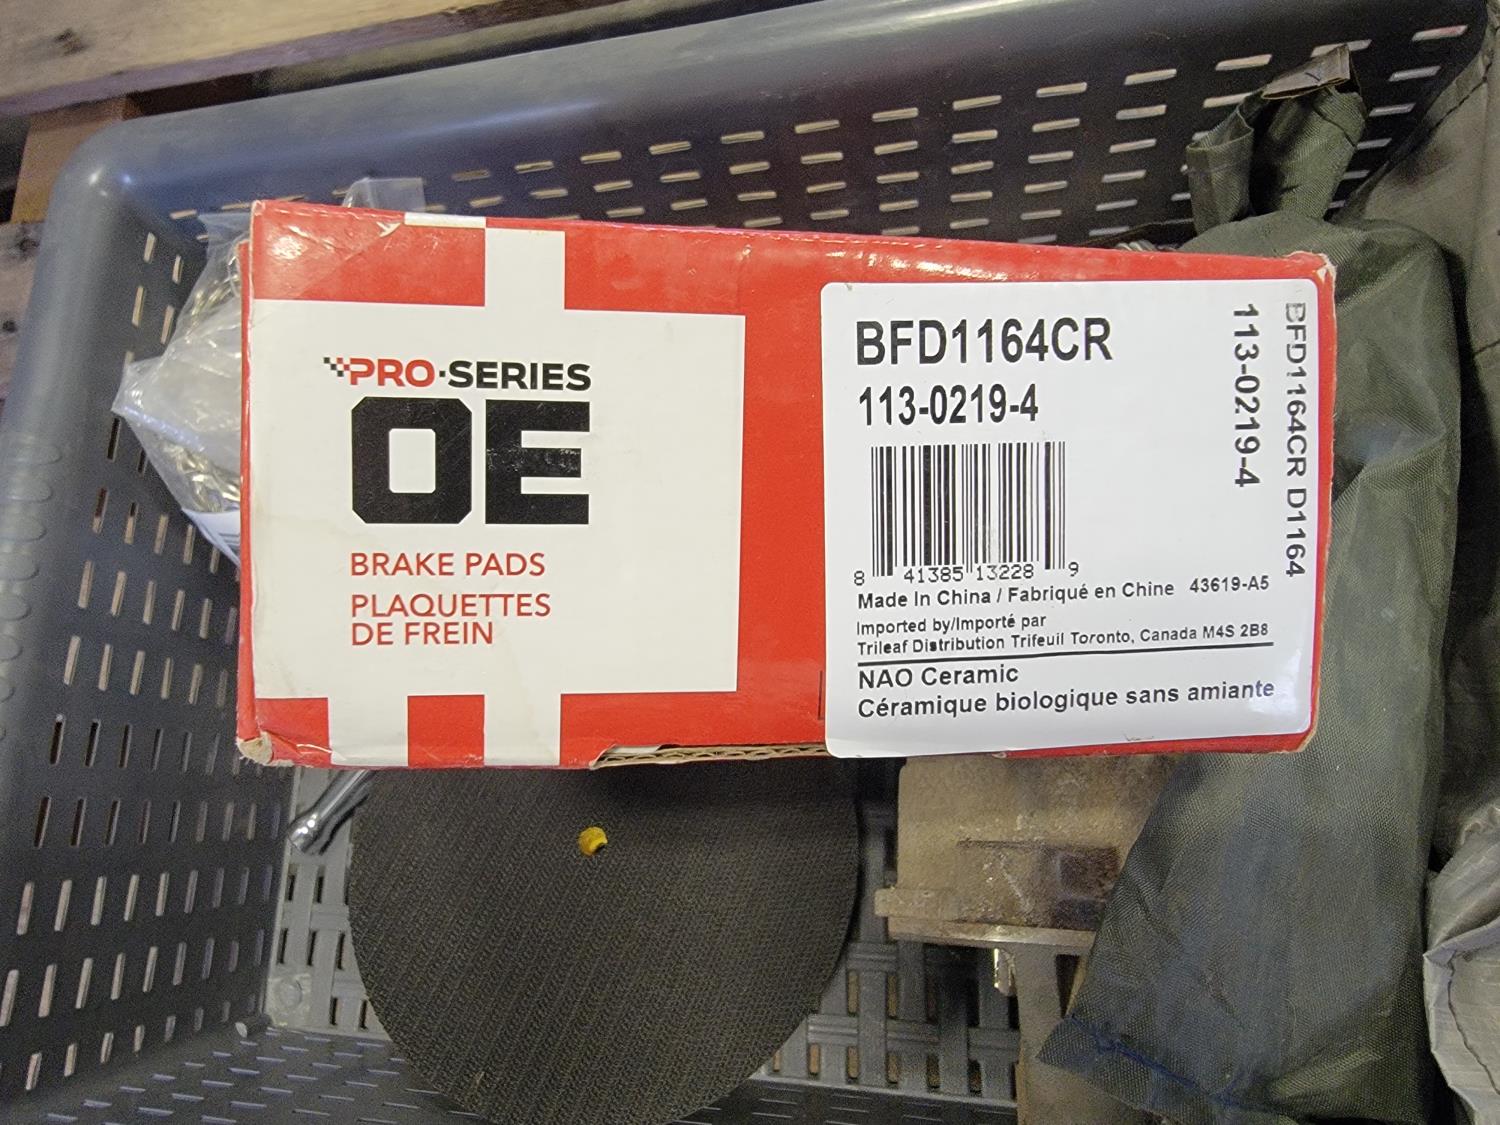 PRO·SERIES
OE
BRAKE PADS
PLAQUETTES
DE FREIN
BFD1164CR
113-0219-4
8 41385 13228 9
Made In China / Fabriqué en Chine 43619-A5
Imported by/Importé par
Trileaf Distribution Trifeuil Toronto, Canada M4S 2B8
NAO Ceramic
Céramique biologique sans amiante
113-0219-4
BFD1164CR D1164